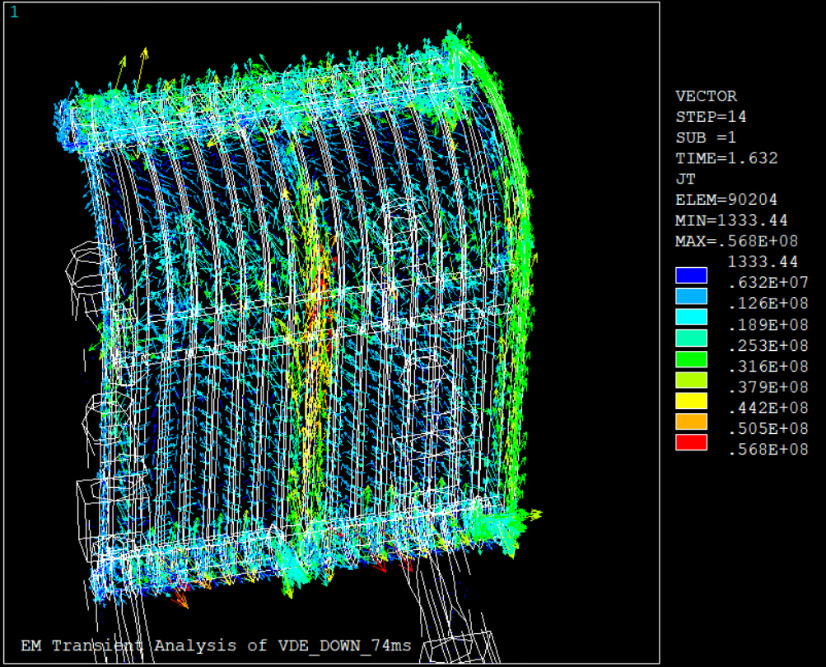 1
VECTOR
STEP=14
SUB =1
TIME=1.632
JT
ELEM=90204
MIN=1333.44
MAX=.568E+08
1333.44
.632E+07
.126E+08
.189E+08
.253E+08
.316E+08
.379E+08
.442E+08
.505E+08
.568E+08
EM Transient Analysis of VDE_DOWN_74ms